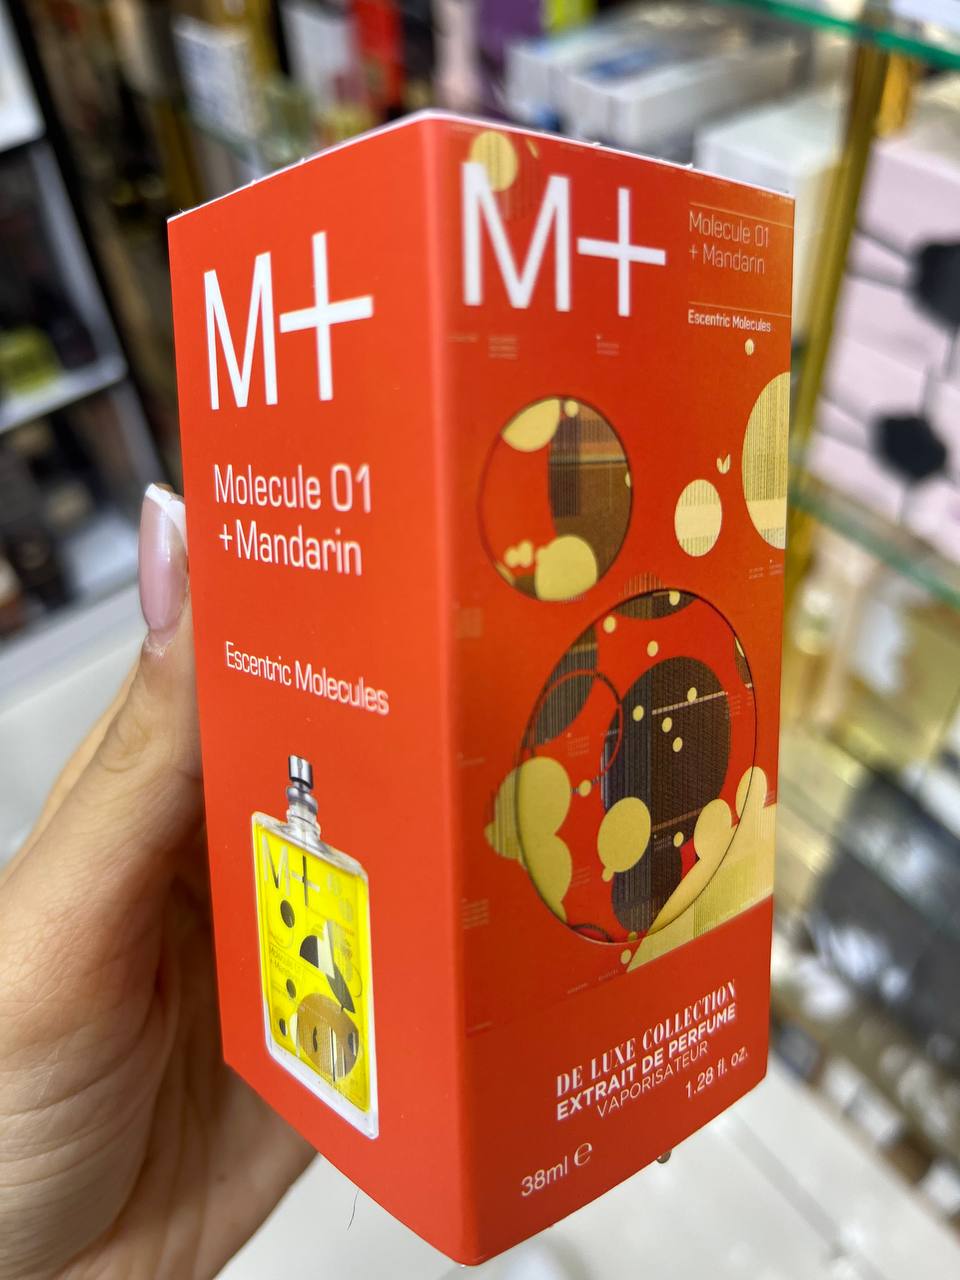 M+
Molecule 01
+Mandarin
Escentric Molecules
M+
M+
Molecule 01
+ Mandarin
Escentric Molecules
DE LUXE COLLECTION
EXTRAIT DE PERFUME
VAPORISATEUR
38ml e
1.28 fl. oz.